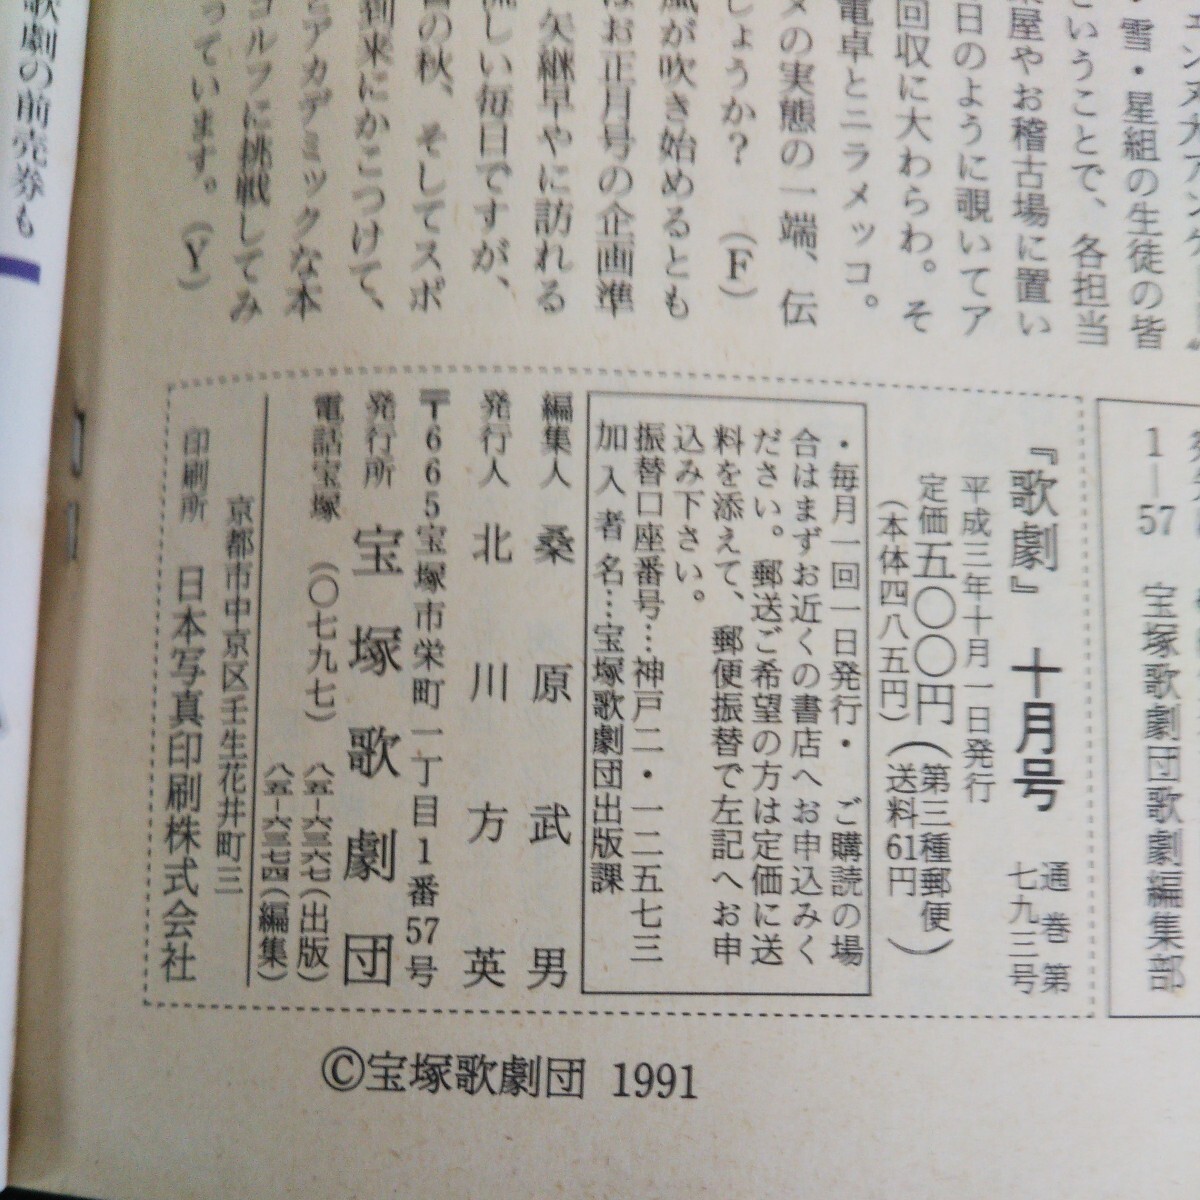 雪・星組の生徒の皆
ということで、各担当
楽屋やお稽古場に置い
日のように覗いてア
回収に大わらわ。そ
電卓とニラメッコ。
タの実態の一端、伝
しょうか？　（F）
風が吹き始めるとも
はお正月号の企画準
矢継早やに訪れる
流しい毎日ですが、
の秋、そしてスポ
到来にかこつけて、
アカデミックな本
ゴルフに挑戦してみ
っています。（Y）
歌劇の前売券も
1―57　宝塚歌劇団歌劇編集部
『歌劇』　十月号　通巻第七九三号
平成三年十月一日発行
定価五〇〇円（第三種郵便）
（本体四八五円）（送料61円）
・毎月一回一日発行・　ご購読の場
合はまずお近くの書店へお申込みく
ださい。郵送ご希望の方は定価に送
料を添えて、郵便振替で左記へお申
込み下さい。
振替口座番号…神戸二・一二五七三
加入者名…宝塚歌劇団出版課
編集人　桑原武男
発行人　北川方英
〒665宝塚市栄町一丁目1番57号
発行所　宝塚歌劇団
電話宝塚（〇七九七）八五―六三六七（出版）
八五―六三七四（編集）
京都市中京区壬生花井町三
印刷所　日本写真印刷株式会社
©宝塚歌劇団 1991